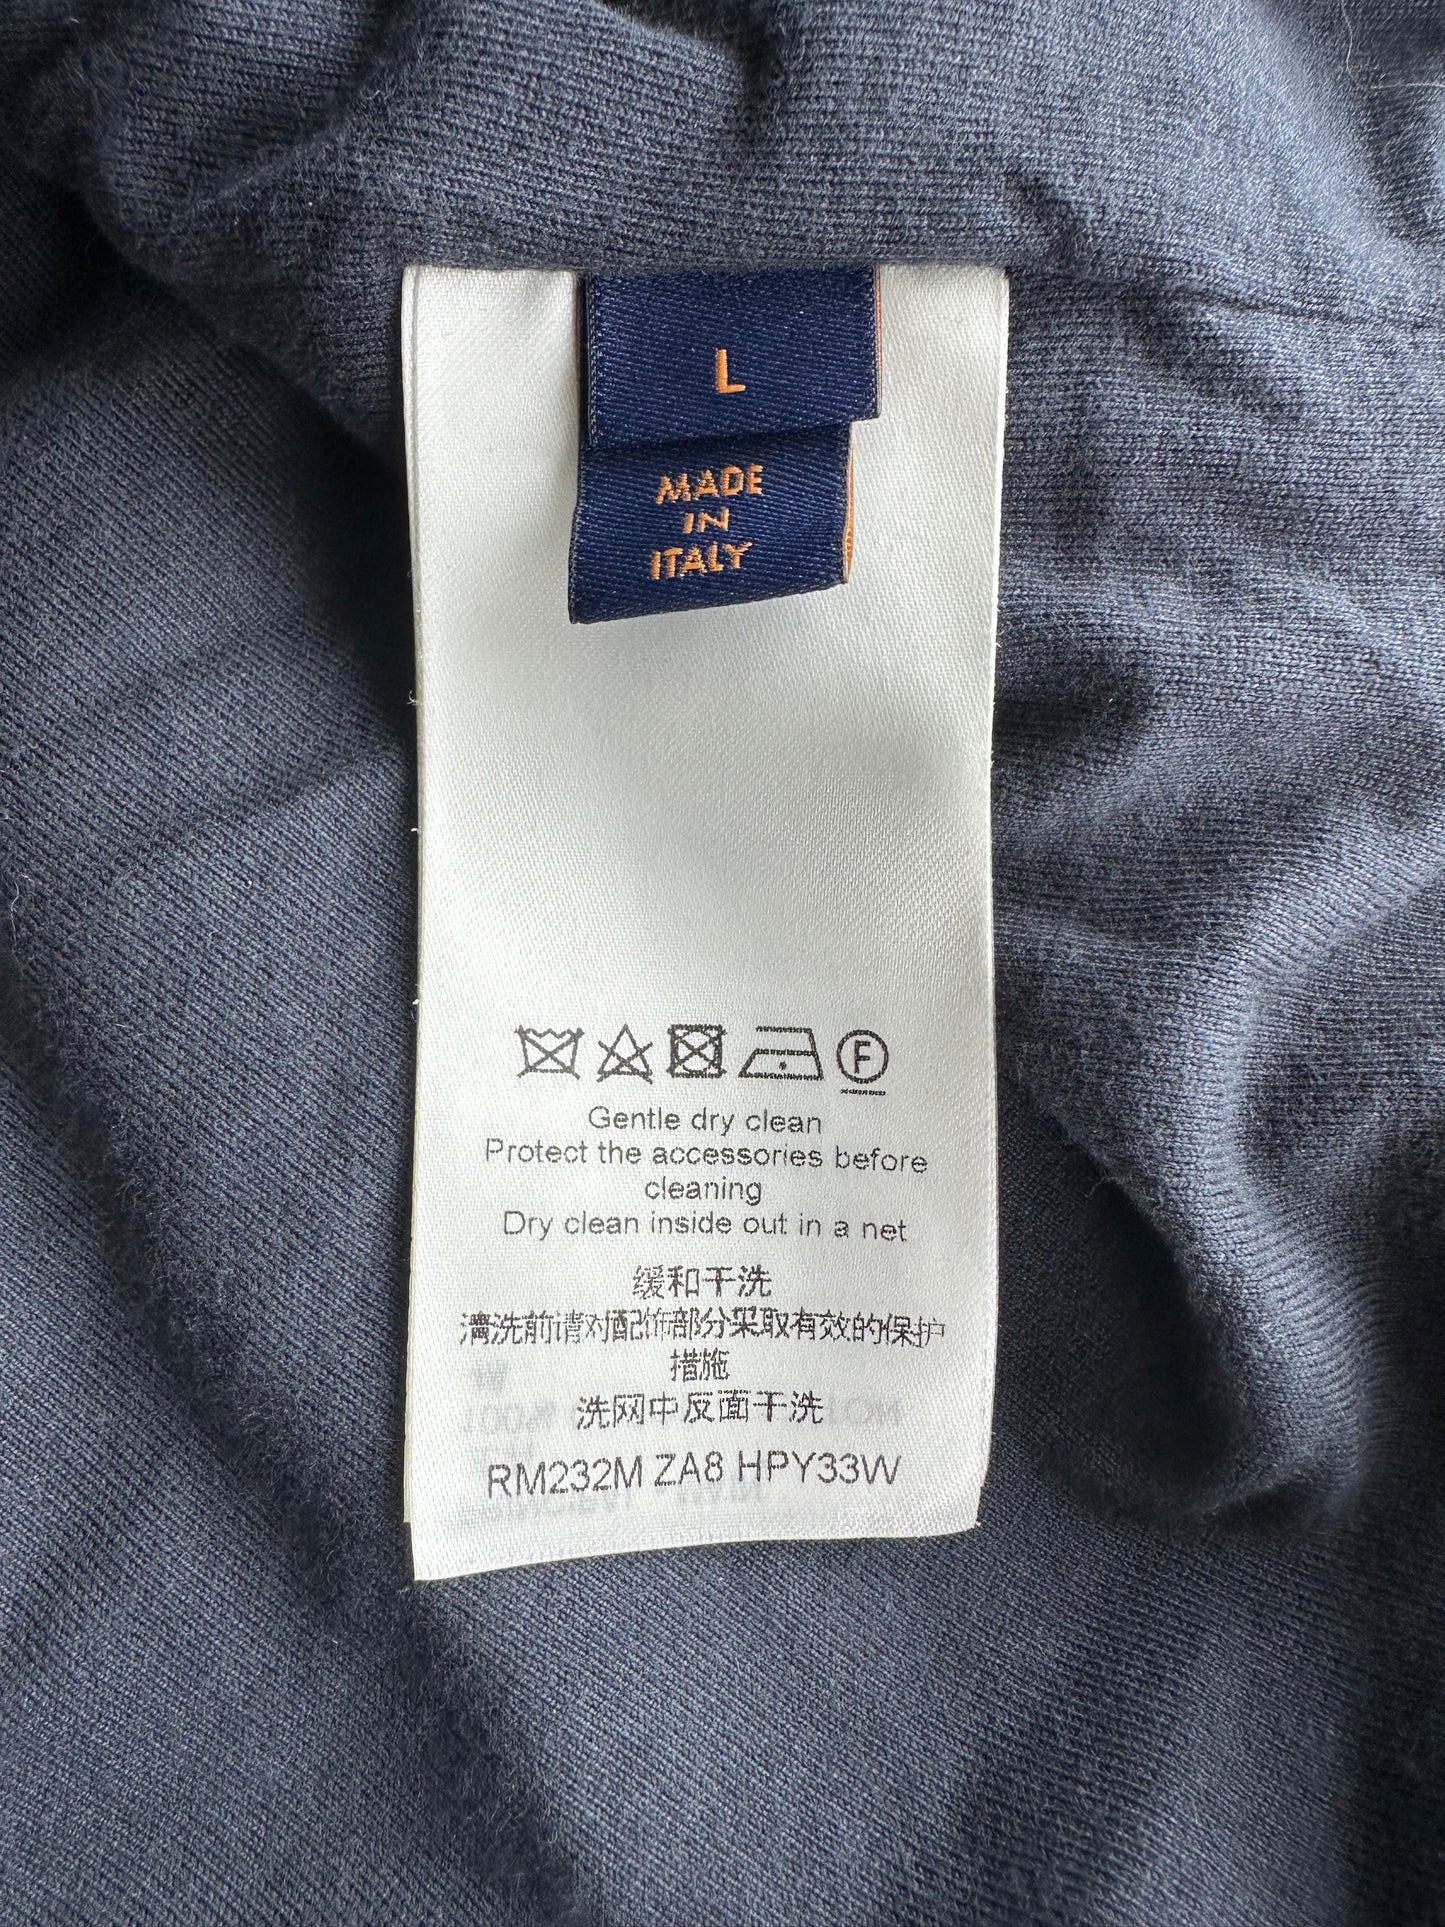 L
MADE
IN
ITALY
F
Gentle dry clean
Protect the accessories before
cleaning
Dry clean inside out in a net
缓和干洗
清洗前请对配饰部分采取有效的保护
措施
洗网中反面干洗
RM232M ZA8 HPY33W